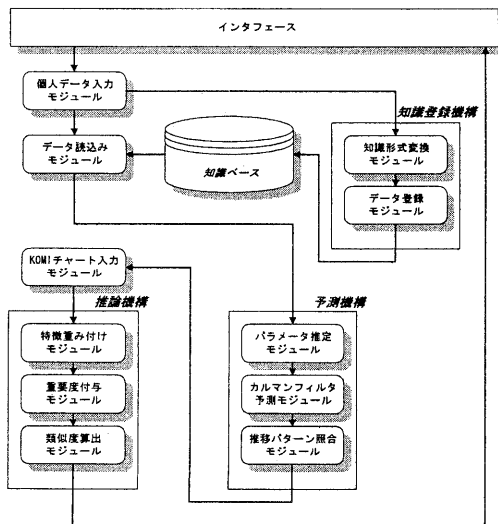 インタフェース
個人データ入力
モジュール
知識登録機構
データ読込み
モジュール
知識ベース
知識形式変換
モジュール
データ登録
モジュール
KOMIチャート入力
モジュール
推論機構
予測機構
特徴重み付け
モジュール
パラメータ推定
モジュール
重要度付与
モジュール
カルマンフィルタ
予測モジュール
類似度算出
モジュール
推移パターン照合
モジュール